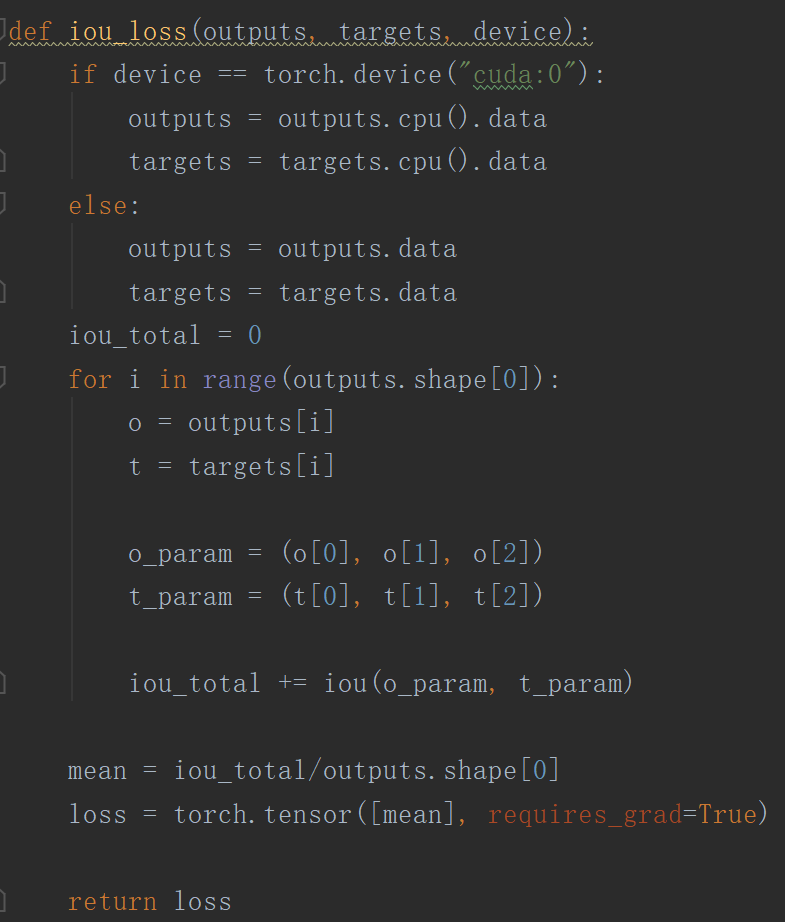 def iou_loss(outputs, targets, device):
    if device == torch.device("cuda:0"):
        outputs = outputs.cpu().data
        targets = targets.cpu().data
    else:
        outputs = outputs.data
        targets = targets.data
    iou_total = 0
    for i in range(outputs.shape[0]):
        o = outputs[i]
        t = targets[i]
        o_param = (o[0], o[1], o[2])
        t_param = (t[0], t[1], t[2])
        iou_total += iou(o_param, t_param)
    mean = iou_total/outputs.shape[0]
    loss = torch.tensor([mean], requires_grad=True)
    return loss